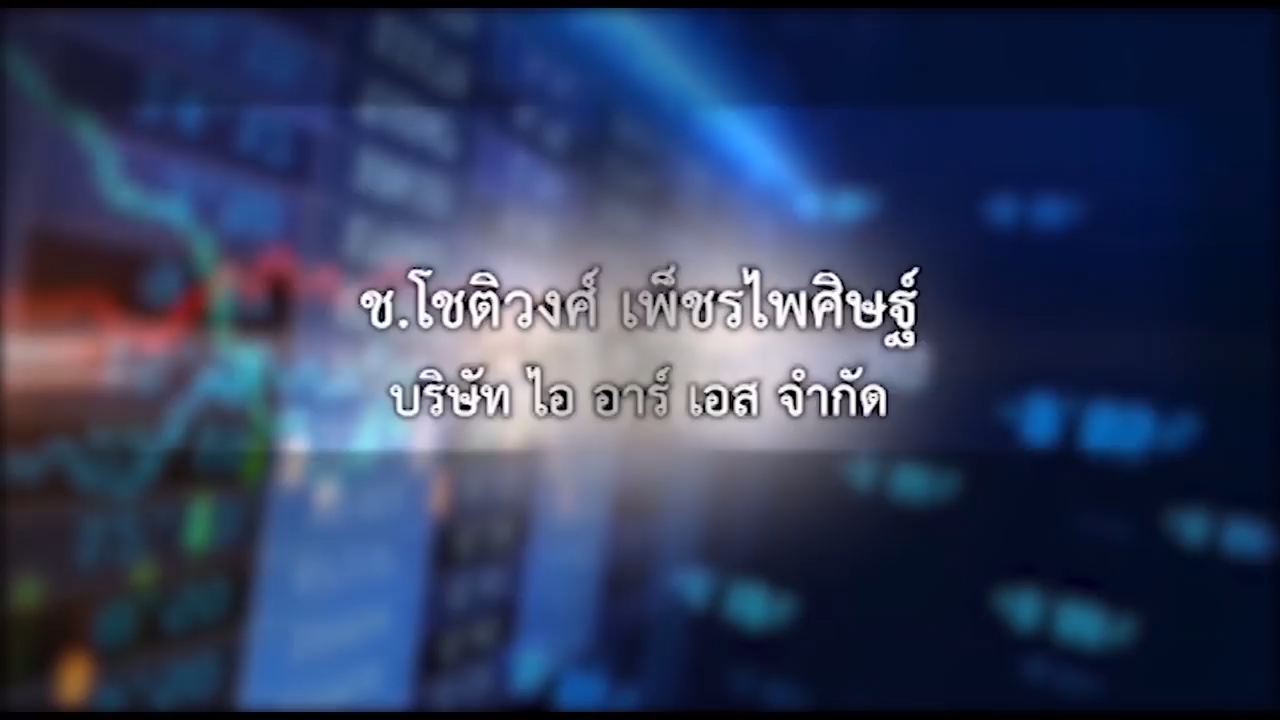 ช.โชติวงศ์ เพ็ชรไพศิษฐ์
บริษัท ไอ อาร์ เอส จำกัด